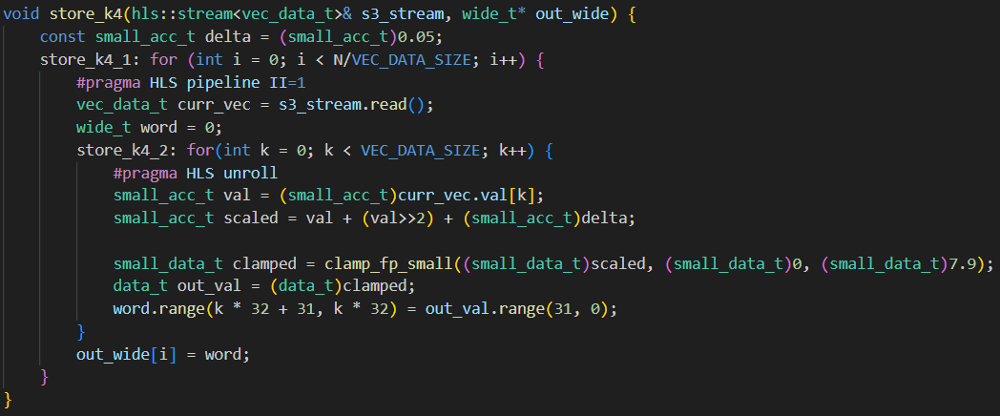 void store_k4(hls::stream<vec_data_t>& s3_stream, wide_t* out_wide) {
    const small_acc_t delta = (small_acc_t)0.05;
    store_k4_1: for (int i = 0; i < N/VEC_DATA_SIZE; i++) {
        #pragma HLS pipeline II=1
        vec_data_t curr_vec = s3_stream.read();
        wide_t word = 0;
        store_k4_2: for(int k = 0; k < VEC_DATA_SIZE; k++) {
            #pragma HLS unroll
            small_acc_t val = (small_acc_t)curr_vec.val[k];
            small_acc_t scaled = val + (val>>2) + (small_acc_t)delta;

            small_data_t clamped = clamp_fp_small((small_data_t)scaled, (small_data_t)0, (small_data_t)7.9);
            data_t out_val = (data_t)clamped;
            word.range(k * 32 + 31, k * 32) = out_val.range(31, 0);
        }
        out_wide[i] = word;
    }
}